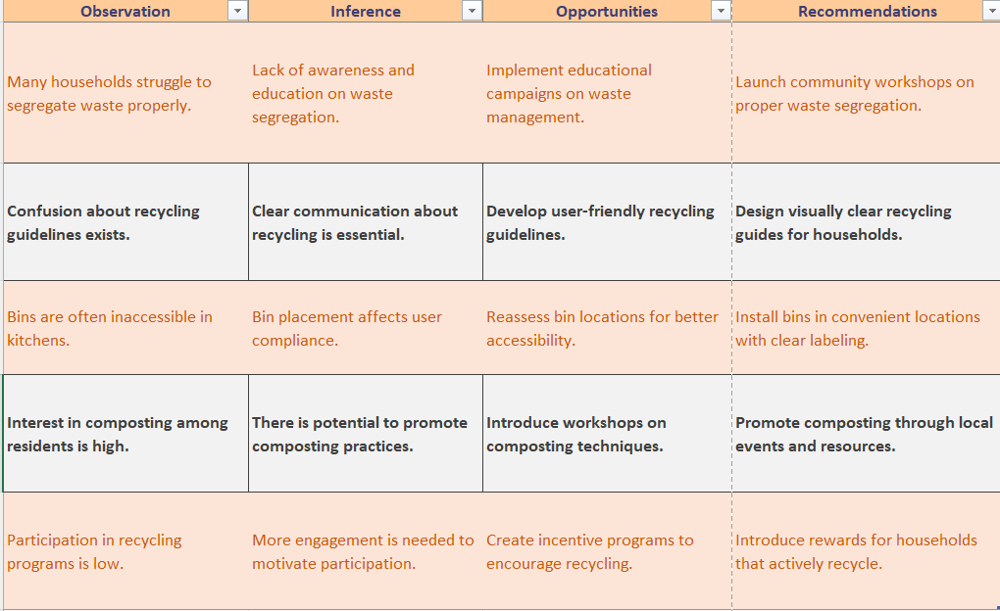 Observation
Inference
Opportunities
Recommendations
Many households struggle to
segregate waste properly.
Lack of awareness and
education on waste
segregation.
Implement educational
campaigns on waste
management.
Launch community workshops on
proper waste segregation.
Confusion about recycling
guidelines exists.
Clear communication about
recycling is essential.
Develop user-friendly recycling
guidelines.
Design visually clear recycling
guides for households.
Bins are often inaccessible in
kitchens.
Bin placement affects user
compliance.
Reassess bin locations for better
accessibility.
Install bins in convenient locations
with clear labeling.
Interest in composting among
residents is high.
There is potential to promote
composting practices.
Introduce workshops on
composting techniques.
Promote composting through local
events and resources.
Participation in recycling
programs is low.
More engagement is needed to
motivate participation.
Create incentive programs to
encourage recycling.
Introduce rewards for households
that actively recycle.